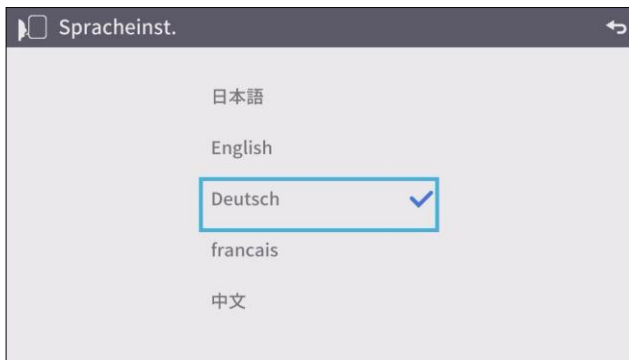 Spracheinst.
日本語
English
Deutsch
francais
中文